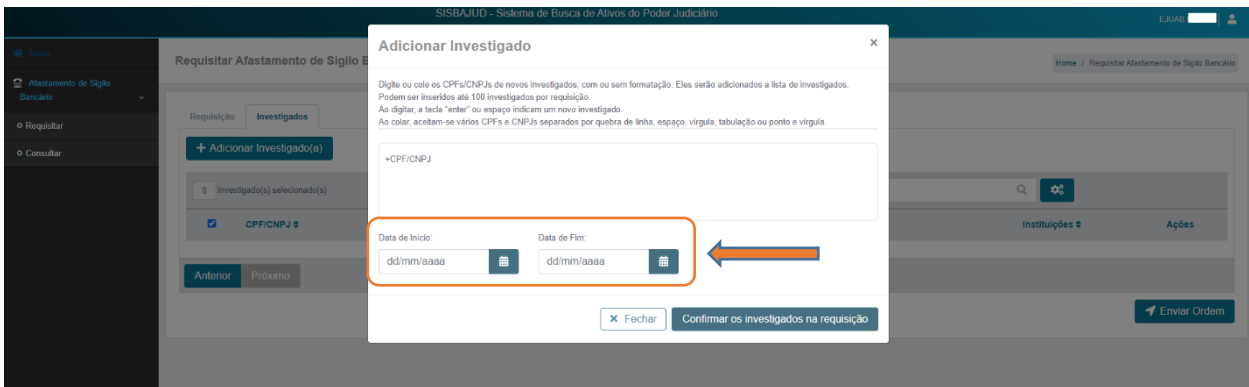 SISBAJUD - Sistema de Busca de Ativos do Poder Judiciário
EJUAB
Início
Afastamento de Sigilo
Bancário
Requisitar
Consultar
Requisitar Afastamento de Sigilo B
Home / Requisitar Afastamento de Sigilo Bancário
Requisição
Investigados
+ Adicionar Investigado(a)
0 investigado(s) selecionado(s)
CPF/CNPJ
Instituições
Ações
Anterior
Próximo
Enviar Ordem
Adicionar Investigado
×
Digite ou cole os CPFs/CNPJs de novos investigados, com ou sem formatação. Eles serão adicionados a lista de investigados.
Podem ser inseridos até 100 investigados por requisição.
Ao digitar, a tecla "enter" ou espaço indicam um novo investigado.
Ao colar, aceitam-se vários CPFs e CNPJs separados por quebra de linha, espaço, vírgula, tabulação ou ponto e vírgula.
+CPF/CNPJ
Data de Início:
Data de Fim:
dd/mm/aaaa
dd/mm/aaaa
× Fechar
Confirmar os investigados na requisição